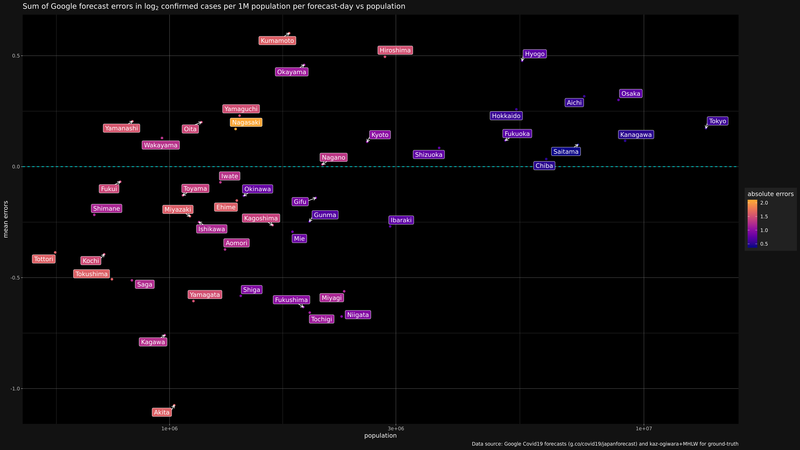 Sum of Google forecast errors in log2 confirmed cases per 1M population per forecast-day vs population
Kumamoto
Hiroshima
Hyogo
0.5
Okayama
Osaka
Aichi
Yamaguchi
Hokkaido
Nagasaki
Tokyo
Yamanashi
Oita
Kyoto
Fukuoka
Kanagawa
Wakayama
Saitama
Shizuoka
Nagano
Chiba
0.0
Iwate
Fukui
Toyama
Okinawa
absolute errors
2.0
1.5
1.0
0.5
Gifu
Shimane
Miyazaki
Ehime
Gunma
Kagoshima
Ibaraki
Ishikawa
mean errors
Mie
Aomori
Tottori
Kochi
Tokushima
-0.5
Saga
Shiga
Yamagata
Fukushima
Miyagi
Tochigi
Niigata
Kagawa
-1.0
Akita
1e+06
3e+06
1e+07
population
Data source: Google Covid19 forecasts (g.co/covid19/japanforecast) and kaz-ogiwara+MHLW for ground-truth